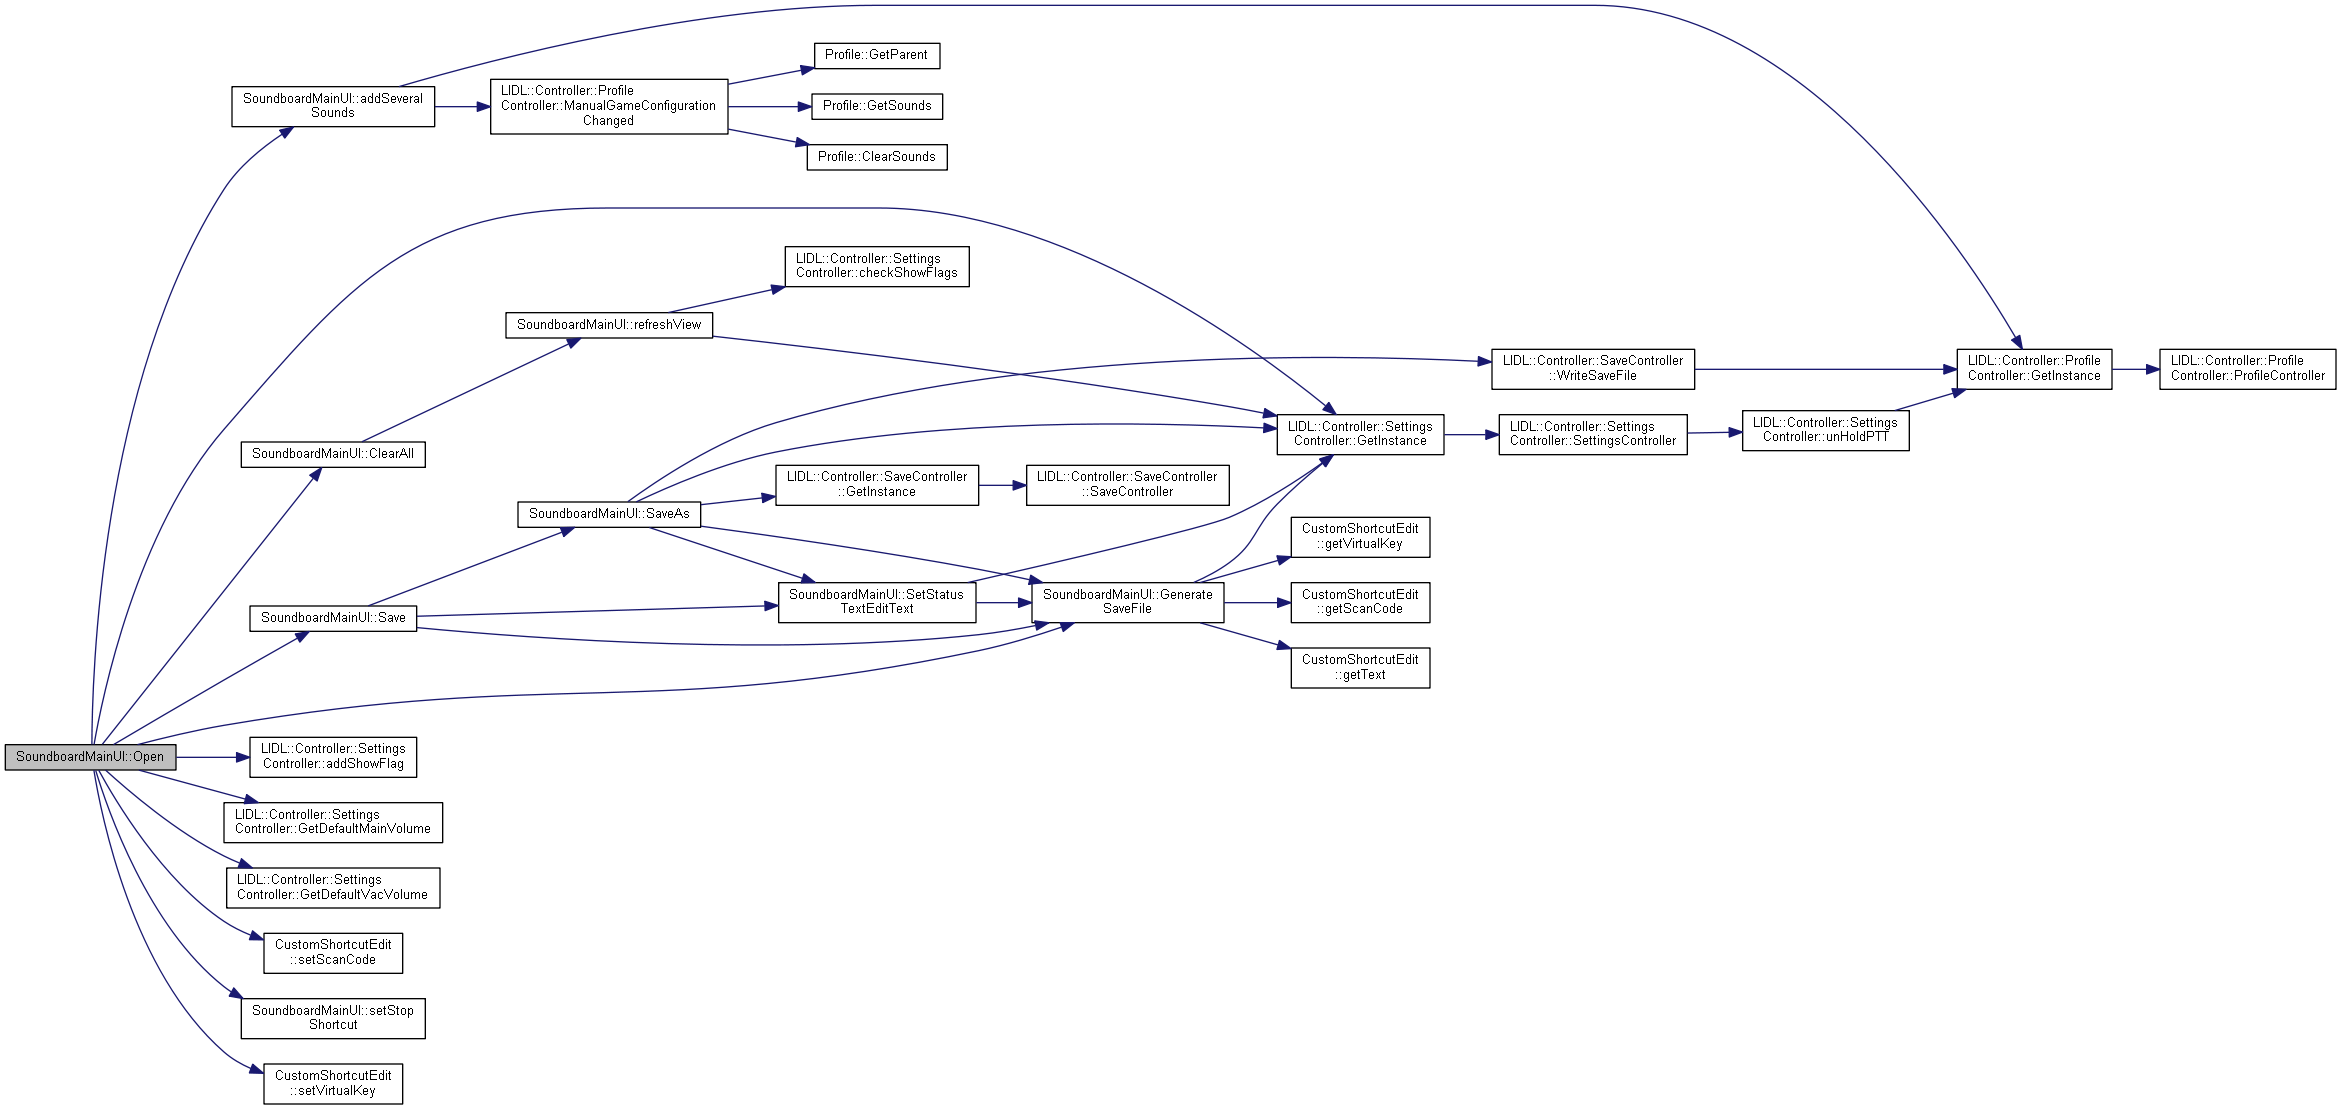 Profile::GetParent
SoundboardMainUI::addSeveral
Sounds
LIDL::Controller::Profile
Controller::ManualGameConfiguration
Changed
Profile::GetSounds
Profile::ClearSounds
LIDL::Controller::Settings
Controller::checkShowFlags
SoundboardMainUI::refreshView
LIDL::Controller::SaveController
::WriteSaveFile
LIDL::Controller::Profile
Controller::GetInstance
LIDL::Controller::Profile
Controller::ProfileController
SoundboardMainUI::ClearAll
LIDL::Controller::Settings
Controller::GetInstance
LIDL::Controller::Settings
Controller::SettingsController
LIDL::Controller::Settings
Controller::unHoldPTT
SoundboardMainUI::SaveAs
LIDL::Controller::SaveController
::GetInstance
LIDL::Controller::SaveController
::SaveController
CustomShortcutEdit
::getVirtualKey
SoundboardMainUI::Save
SoundboardMainUI::SetStatus
TextEditText
SoundboardMainUI::Generate
SaveFile
CustomShortcutEdit
::getScanCode
CustomShortcutEdit
::getText
SoundboardMainUI::Open
LIDL::Controller::Settings
Controller::addShowFlag
LIDL::Controller::Settings
Controller::GetDefaultMainVolume
LIDL::Controller::Settings
Controller::GetDefaultVacVolume
CustomShortcutEdit
::setScanCode
SoundboardMainUI::setStop
Shortcut
CustomShortcutEdit
::setVirtualKey